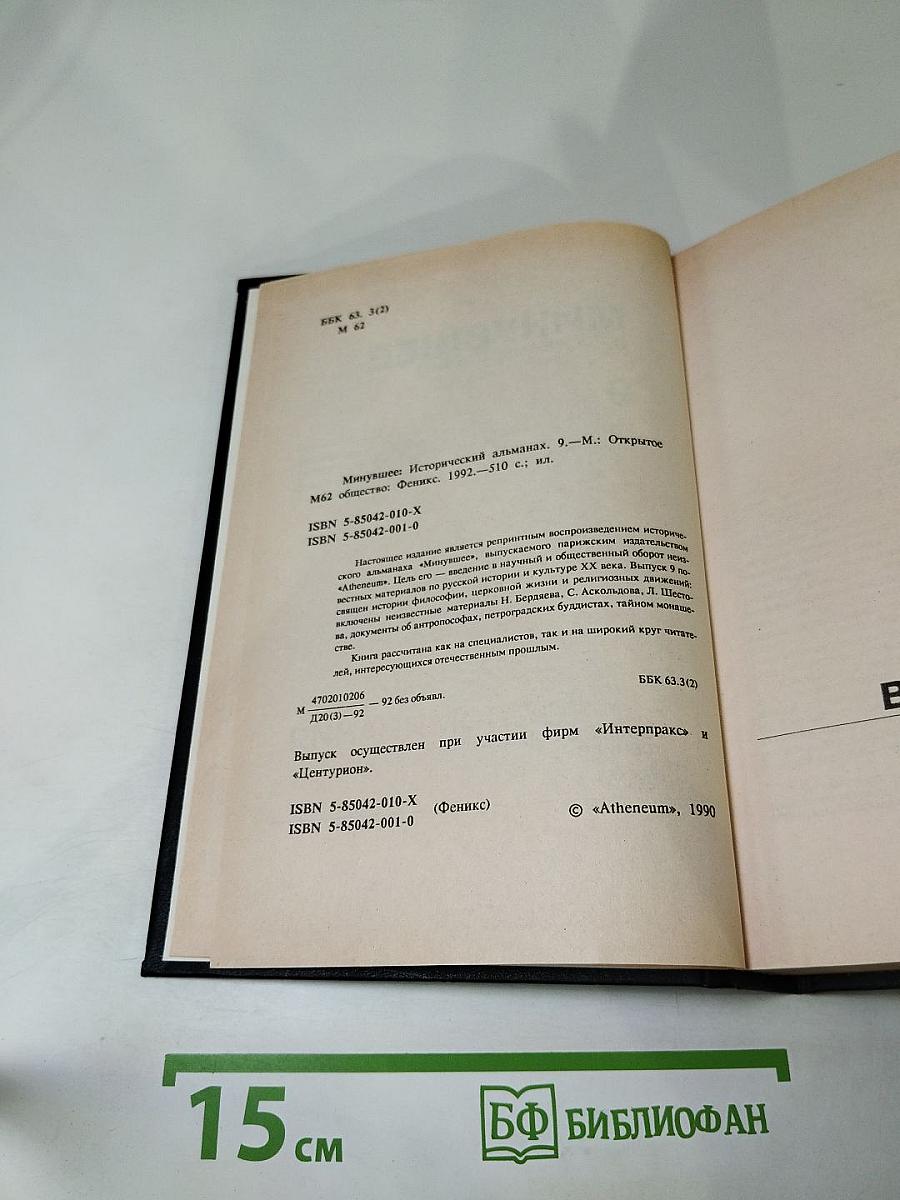 ББК 63. 3(2)
М 62
Минувшее: Исторический альманах. 9.—М.: Открытое
М62 общество: Феникс. 1992.—510 с.; ил.
ISBN 5-85042-010-X
ISBN 5-85042-001-0
Настоящее издание является репринтным воспроизведением историче-
ского альманаха «Минувшее», выпускаемого парижским издательством
«Atheneum». Цель его — введение в научный и общественный оборот неиз-
вестных материалов по русской истории и культуре XX века. Выпуск 9 по-
священ истории философии, церковной жизни и религиозных движений:
включены неизвестные материалы Н. Бердяева, С. Аскольдова, Л. Шесто-
ва, документы об антропософах, петроградских буддистах, тайном монаше-
стве.
Книга рассчитана как на специалистов, так и на широкий круг читате-
лей, интересующихся отечественным прошлым.
ББК 63.3(2)
М 4702010206
Д20(3)—92 — 92 без объявл.
Выпуск осуществлен при участии фирм «Интерпракс» и
«Центурион».
ISBN 5-85042-010-X (Феникс)
ISBN 5-85042-001-0
© «Atheneum», 1990
15 см
БФ БИБЛИОФАН